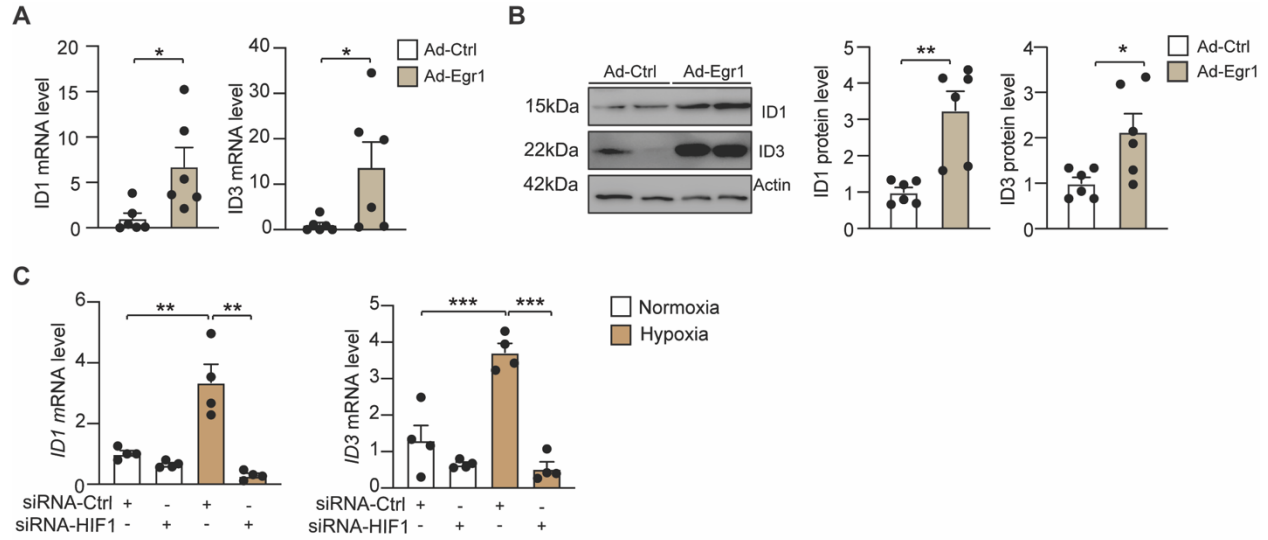 A
ID1 mRNA level
20
15
10
5
0
*
ID3 mRNA level
40
30
20
10
0
*
Ad-Ctrl
Ad-Egr1
B
Ad-Ctrl Ad-Egr1
15kDa ID1
22kDa ID3
42kDa Actin
ID1 protein level
5
4
3
2
1
0
**
ID3 protein level
4
3
2
1
0
*
Ad-Ctrl
Ad-Egr1
C
ID1 mRNA level
6
4
2
0
** **
siRNA-Ctrl + - + -
siRNA-HIF1 - + - +
ID3 mRNA level
5
4
3
2
1
0
*** ***
siRNA-Ctrl + - + -
siRNA-HIF1 - + - +
Normoxia
Hypoxia